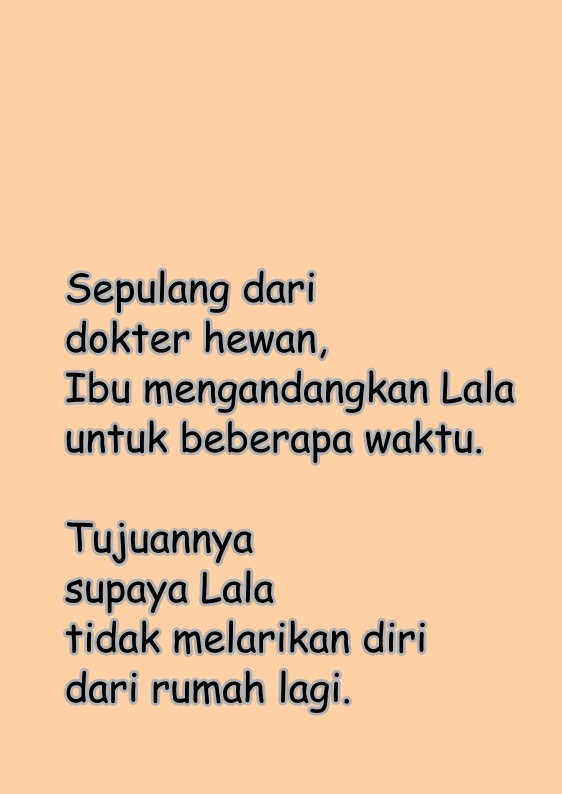 Sepulang dari
dokter hewan,
Ibu mengandangkan Lala
untuk beberapa waktu.
Tujuannya
supaya Lala
tidak melarikan diri
dari rumah lagi.